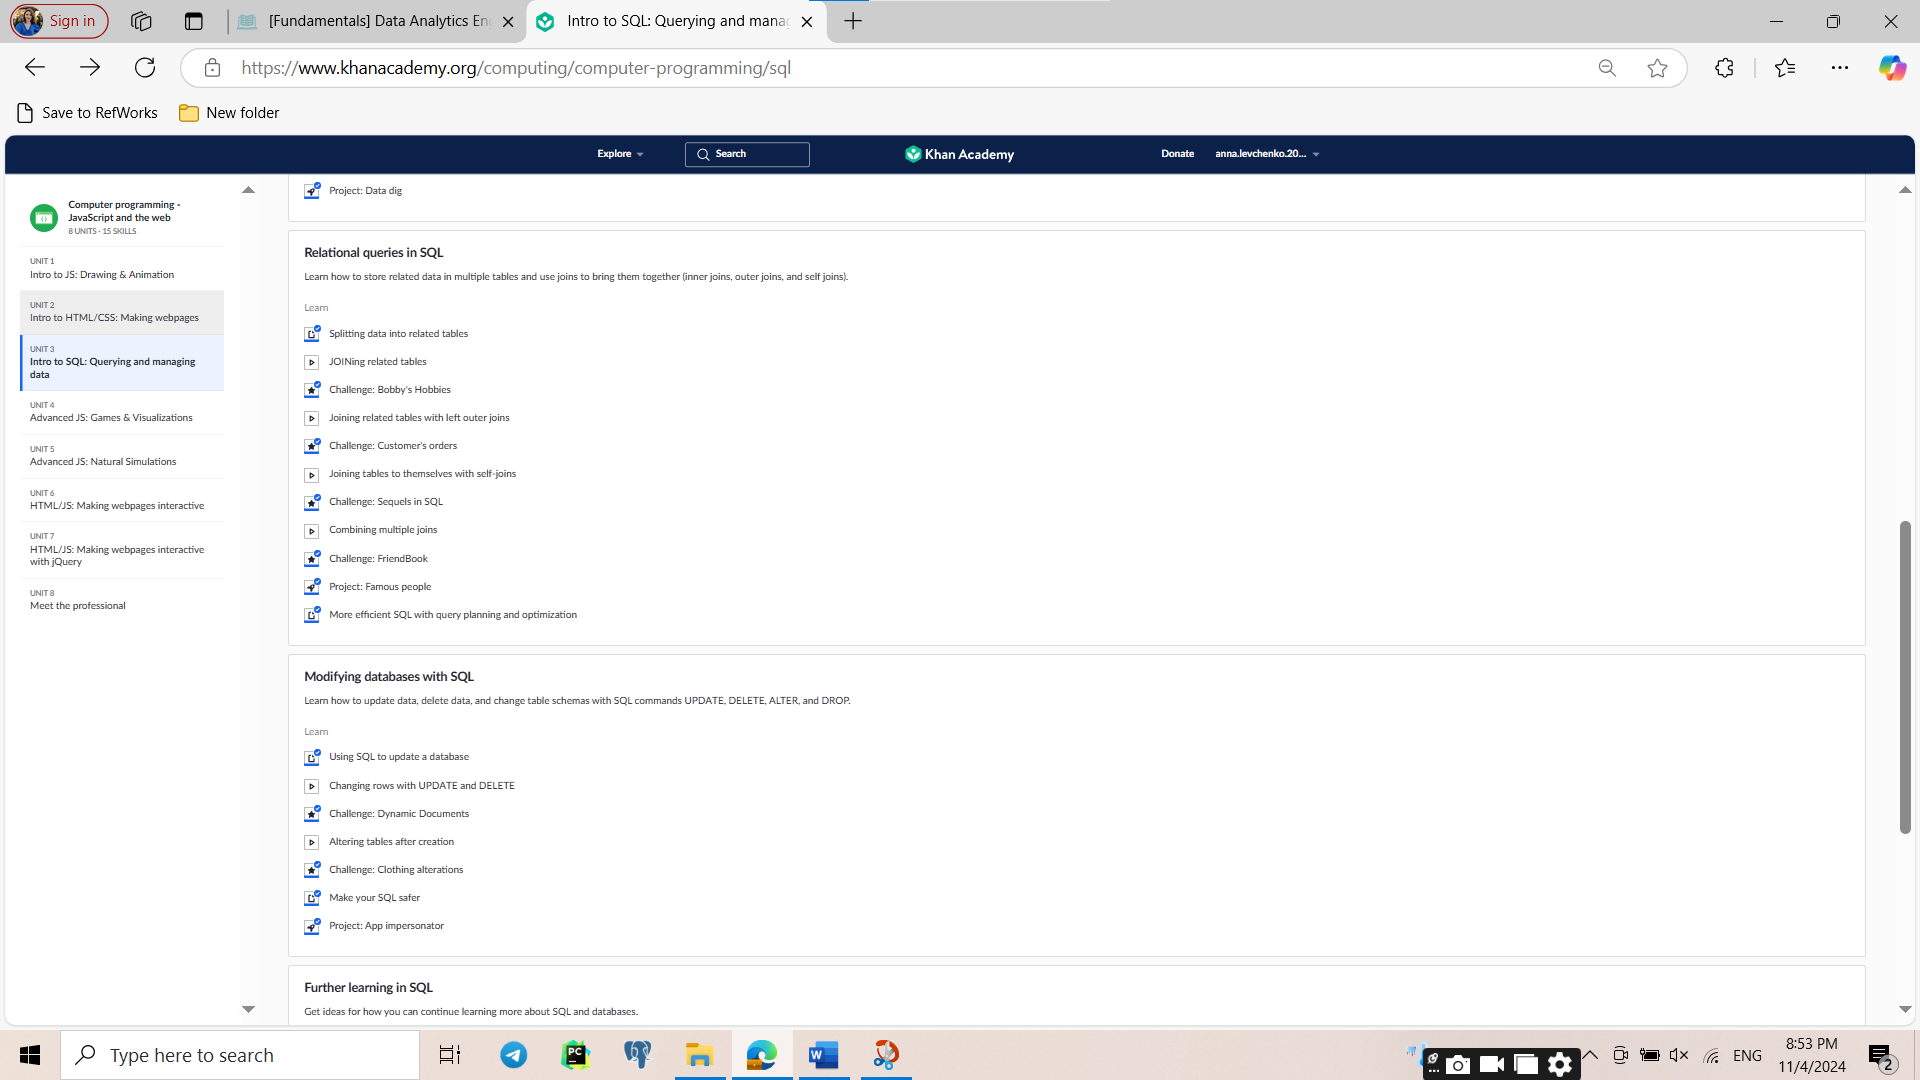 Sign in
[Fundamentals] Data Analytics En
Intro to SQL: Querying and mana
https://www.khanacademy.org/computing/computer-programming/sql
Save to RefWorks
New folder
Explore
Search
Khan Academy
Donate
anna.levchenko.20...
Computer programming -
JavaScript and the web
8 UNITS · 15 SKILLS
UNIT 1
Intro to JS: Drawing & Animation
UNIT 2
Intro to HTML/CSS: Making webpages
UNIT 3
Intro to SQL: Querying and managing
data
UNIT 4
Advanced JS: Games & Visualizations
UNIT 5
Advanced JS: Natural Simulations
UNIT 6
HTML/JS: Making webpages interactive
UNIT 7
HTML/JS: Making webpages interactive
with jQuery
UNIT 8
Meet the professional
Project: Data dig
Relational queries in SQL
Learn how to store related data in multiple tables and use joins to bring them together (inner joins, outer joins, and self joins).
Learn
Splitting data into related tables
JOINing related tables
Challenge: Bobby's Hobbies
Joining related tables with left outer joins
Challenge: Customer's orders
Joining tables to themselves with self-joins
Challenge: Sequels in SQL
Combining multiple joins
Challenge: FriendBook
Project: Famous people
More efficient SQL with query planning and optimization
Modifying databases with SQL
Learn how to update data, delete data, and change table schemas with SQL commands UPDATE, DELETE, ALTER, and DROP.
Learn
Using SQL to update a database
Changing rows with UPDATE and DELETE
Challenge: Dynamic Documents
Altering tables after creation
Challenge: Clothing alterations
Make your SQL safer
Project: App impersonator
Further learning in SQL
Get ideas for how you can continue learning more about SQL and databases.
Type here to search
PC
W
ENG
8:53 PM
11/4/2024
2